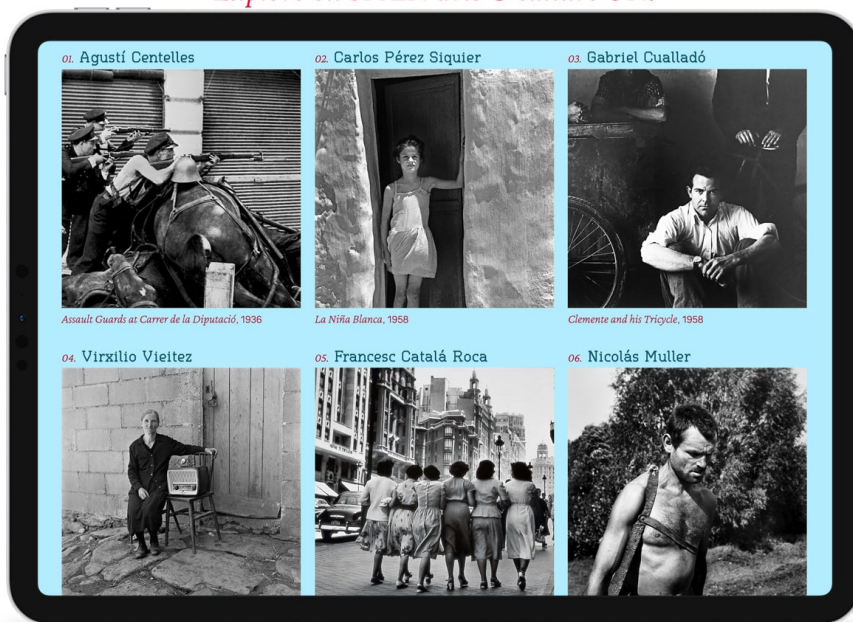 01. Agustí Centelles
02. Carlos Pérez Siquier
03. Gabriel Cualladó
Assault Guards at Carrer de la Diputació, 1936
La Niña Blanca, 1958
Clemente and his Tricycle, 1958
04. Virxilio Vieitez
05. Francesc Catalá Roca
06. Nicolás Muller